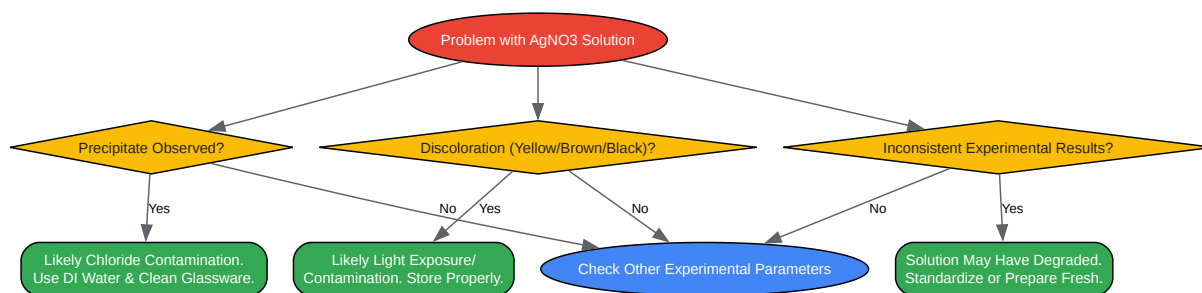 Problem with AgNO3 Solution
Precipitate Observed?
Discoloration (Yellow/Brown/Black)?
Inconsistent Experimental Results?
Yes
No
Yes
No
No
Yes
Likely Chloride Contamination.
Use DI Water & Clean Glassware.
Likely Light Exposure/
Contamination. Store Properly.
Check Other Experimental Parameters
Solution May Have Degraded.
Standardize or Prepare Fresh.